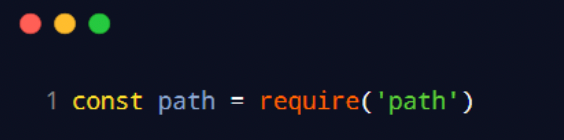 1 const path = require('path')